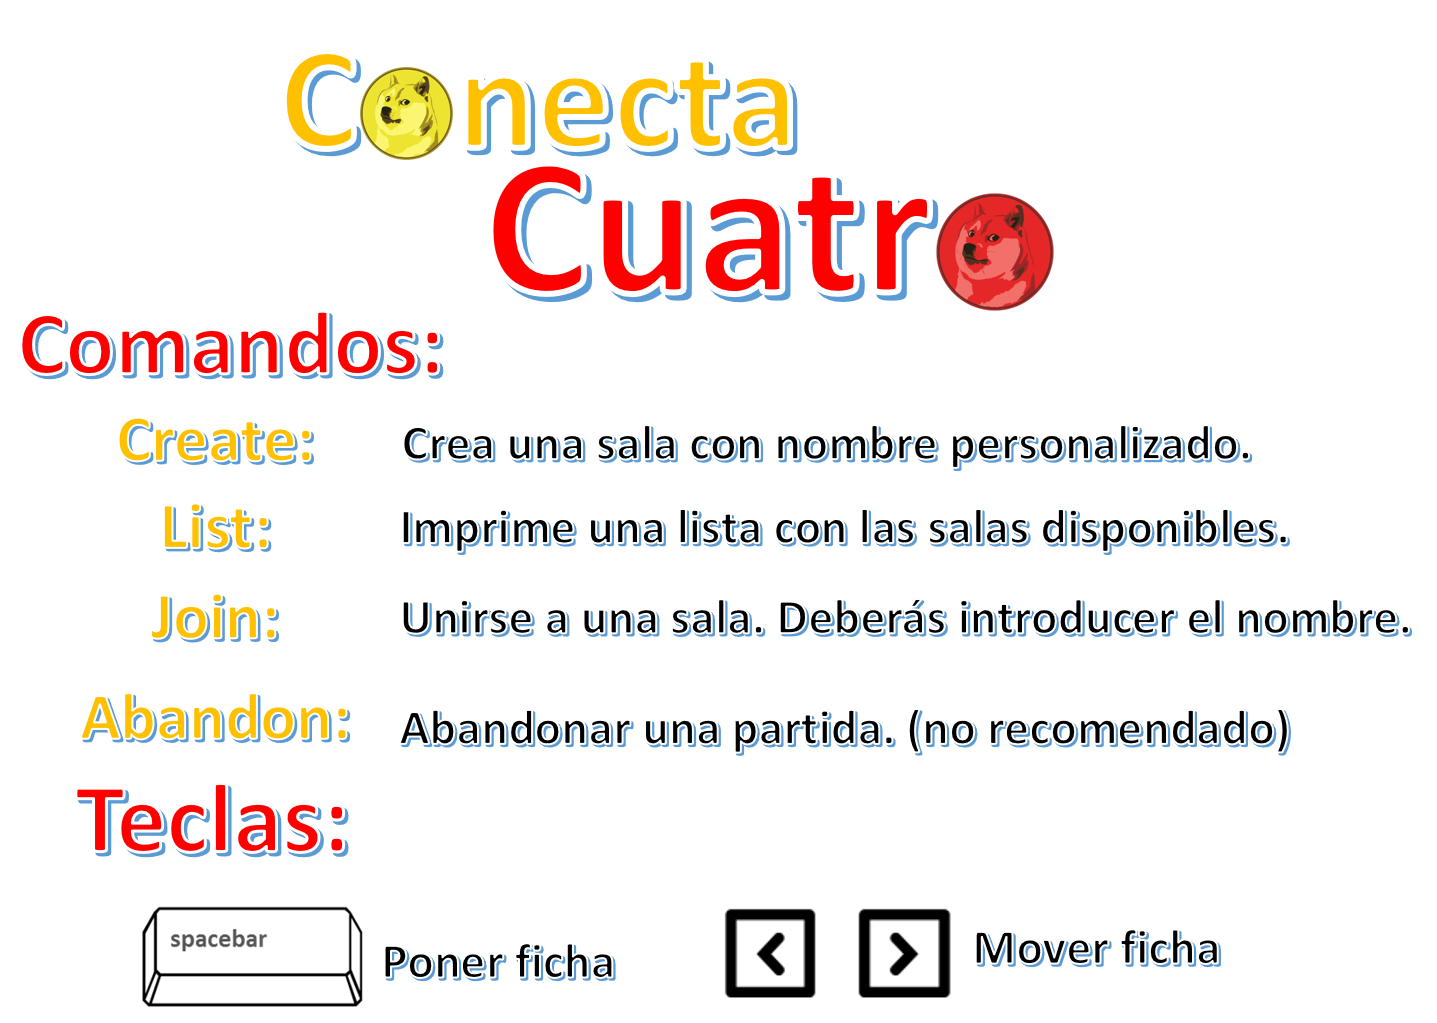 Conecta
Cuatro
Comandos:
Create: Crea una sala con nombre personalizado.
List: Imprime una lista con las salas disponibles.
Join: Unirse a una sala. Deberás introducer el nombre.
Abandon: Abandonar una partida. (no recomendado)
Teclas:
spacebar Poner ficha < > Mover ficha